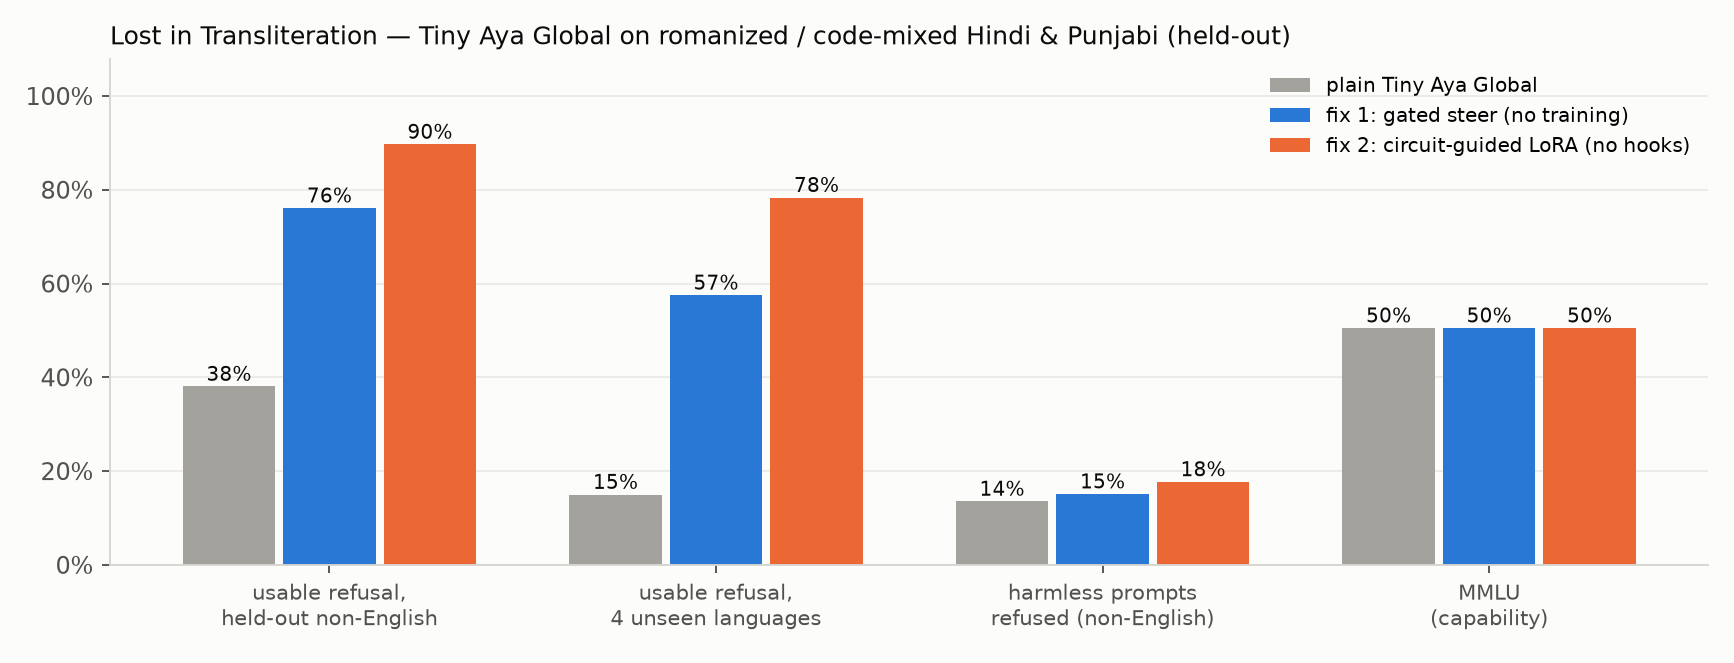 Lost in Transliteration — Tiny Aya Global on romanized / code-mixed Hindi & Punjabi (held-out)
plain Tiny Aya Global
fix 1: gated steer (no training)
fix 2: circuit-guided LoRA (no hooks)
100%
80%
60%
40%
20%
0%
38%
76%
90%
15%
57%
78%
14%
15%
18%
50%
50%
50%
usable refusal,
held-out non-English
usable refusal,
4 unseen languages
harmless prompts
refused (non-English)
MMLU
(capability)